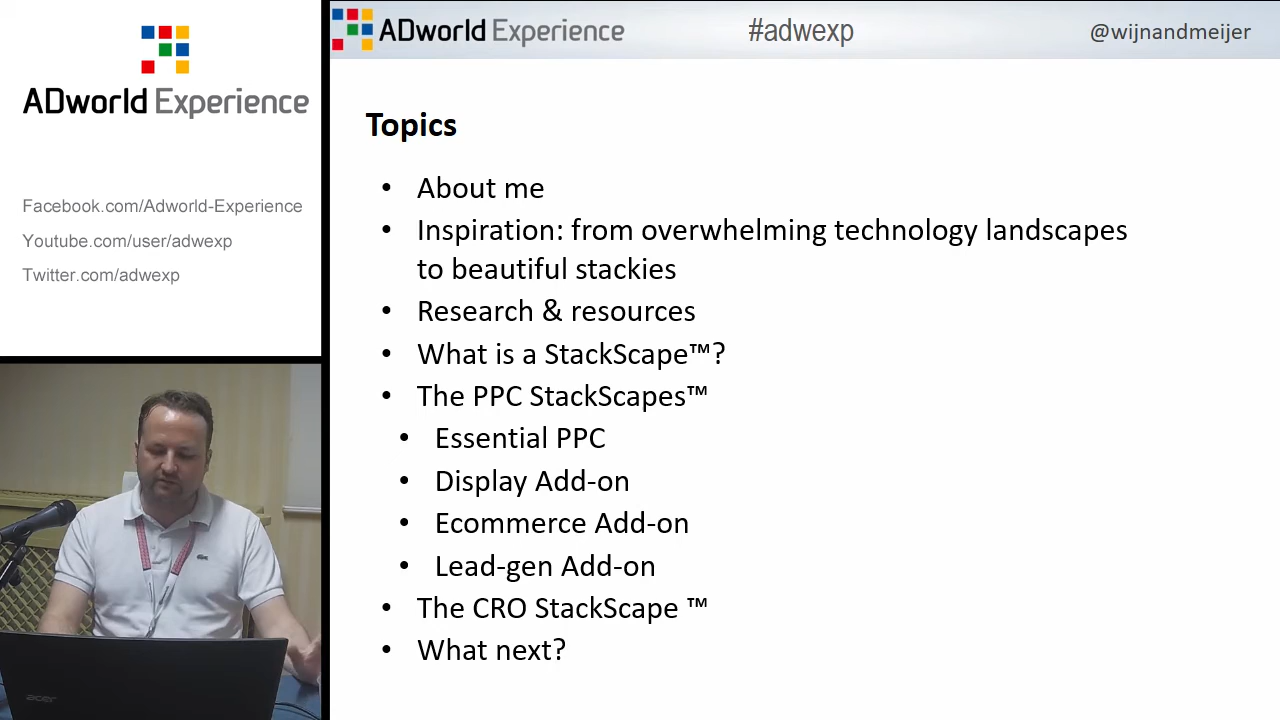 ADworld Experience
Facebook.com/Adworld-Experience
Youtube.com/user/adwexp
Twitter.com/adwexp
ADworld Experience
#adwexp
@wijnandmeijer
Topics
• About me
• Inspiration: from overwhelming technology landscapes
to beautiful stackies
• Research & resources
• What is a StackScape™?
• The PPC StackScapes™
• Essential PPC
• Display Add-on
• Ecommerce Add-on
• Lead-gen Add-on
• The CRO StackScape ™
• What next?
acer